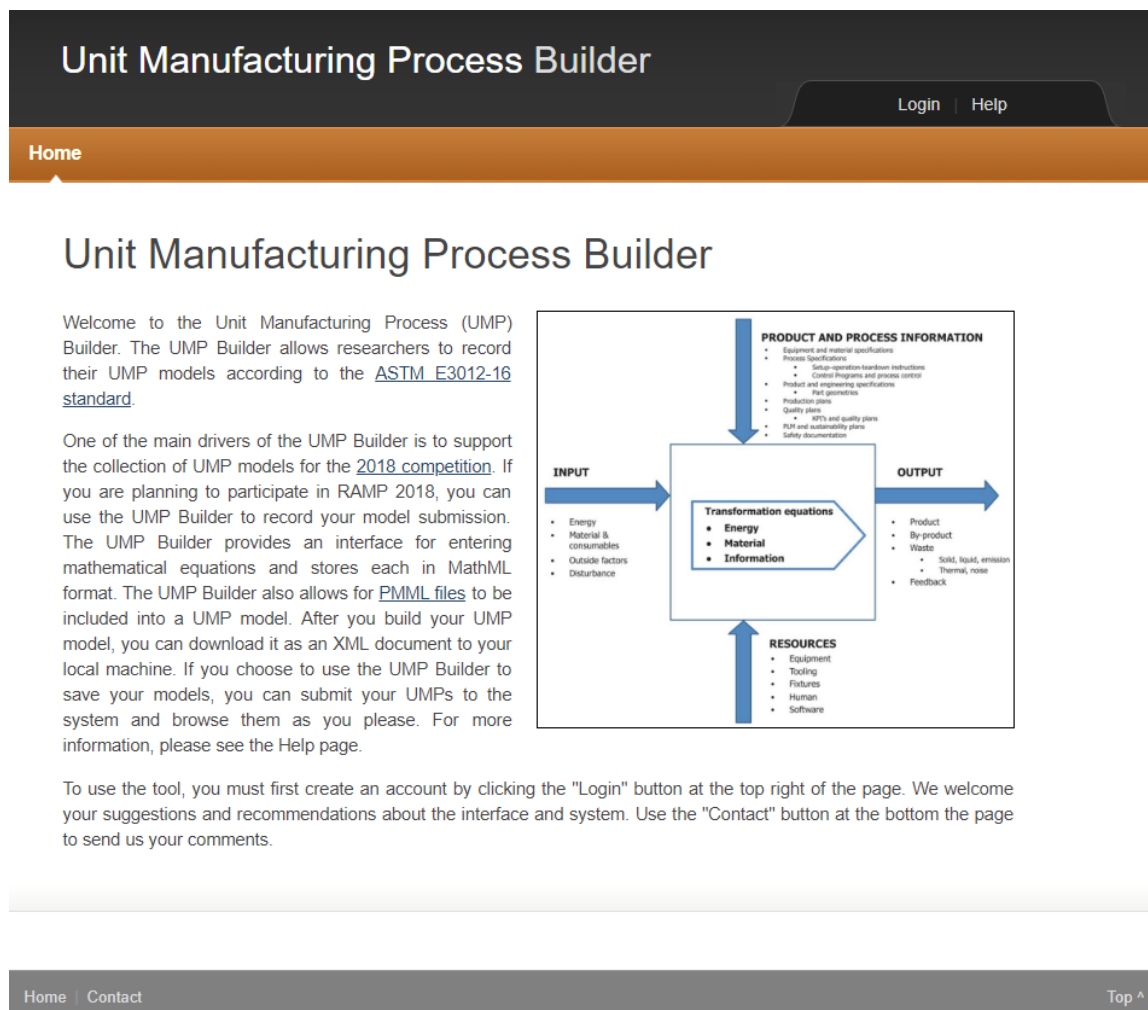 Unit Manufacturing Process Builder
Login | Help
Home
Unit Manufacturing Process Builder
Welcome to the Unit Manufacturing Process (UMP)
Builder. The UMP Builder allows researchers to record
their UMP models according to the ASTM E3012-16
standard.
One of the main drivers of the UMP Builder is to support
the collection of UMP models for the 2018 competition. If
you are planning to participate in RAMP 2018, you can
use the UMP Builder to record your model submission.
The UMP Builder provides an interface for entering
mathematical equations and stores each in MathML
format. The UMP Builder also allows for PMML files to be
included into a UMP model. After you build your UMP
model, you can download it as an XML document to your
local machine. If you choose to use the UMP Builder to
save your models, you can submit your UMPs to the
system and browse them as you please. For more
information, please see the Help page.
PRODUCT AND PROCESS INFORMATION
• Equipment and material specifications
• Process Specifications
• Setup-operation-teardown instructions
• Control Programs and process control
• Product and engineering specifications
• Part geometries
• Production plans
• Quality plans
• KPI's and quality plans
• PLM and sustainability plans
• Safety documentation
INPUT
• Energy
• Material &
consumables
• Outside factors
• Disturbance
Transformation equations
• Energy
• Material
• Information
OUTPUT
• Product
• By-product
• Waste
• Solid, liquid, emission
• Thermal, noise
• Feedback
RESOURCES
• Equipment
• Tooling
• Fixtures
• Human
• Software
To use the tool, you must first create an account by clicking the "Login" button at the top right of the page. We welcome
your suggestions and recommendations about the interface and system. Use the "Contact" button at the bottom the page
to send us your comments.
Home | Contact
Top ^